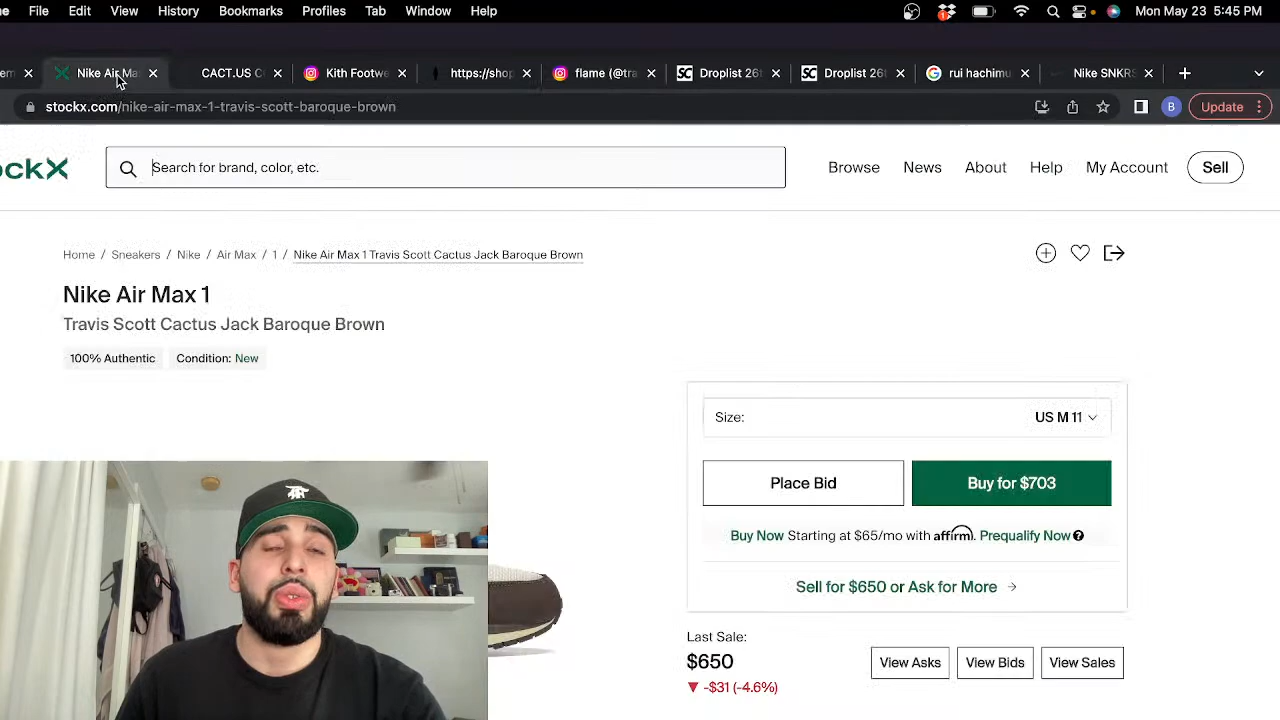 File Edit View History Bookmarks Profiles Tab Window Help Mon May 23 5:45 PM
Nike Air Ma CACT.US C Kith Footwe https://shop flame (@tra SC Droplist 26t SC Droplist 26t rui hachimu Nike SNKRS
stockx.com/nike-air-max-1-travis-scott-baroque-brown B Update
ockX Search for brand, color, etc. Browse News About Help My Account Sell
Home / Sneakers / Nike / Air Max / 1 / Nike Air Max 1 Travis Scott Cactus Jack Baroque Brown
Nike Air Max 1
Travis Scott Cactus Jack Baroque Brown
100% Authentic Condition: New
Size: US M 11
Place Bid Buy for $703
Buy Now Starting at $65/mo with affirm. Prequalify Now
Sell for $650 or Ask for More →
Last Sale:
$650 View Asks View Bids View Sales
▼ -$31 (-4.6%)